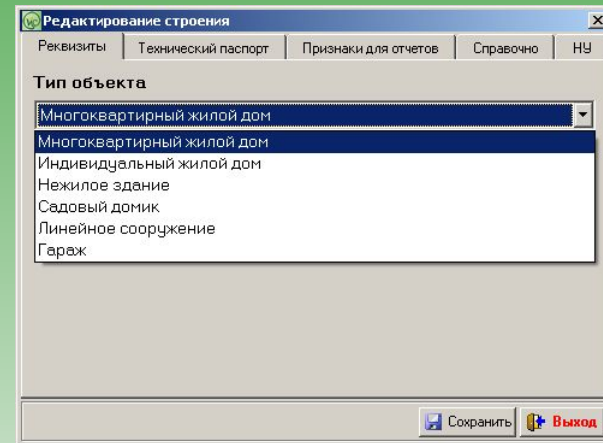 Редактирование строения
Реквизиты Технический паспорт Признаки для отчетов Справочно НУ
Тип объекта
Многоквартирный жилой дом
Многоквартирный жилой дом
Индивидуальный жилой дом
Нежилое здание
Садовый домик
Линейное сооружение
Гараж
Сохранить Выход